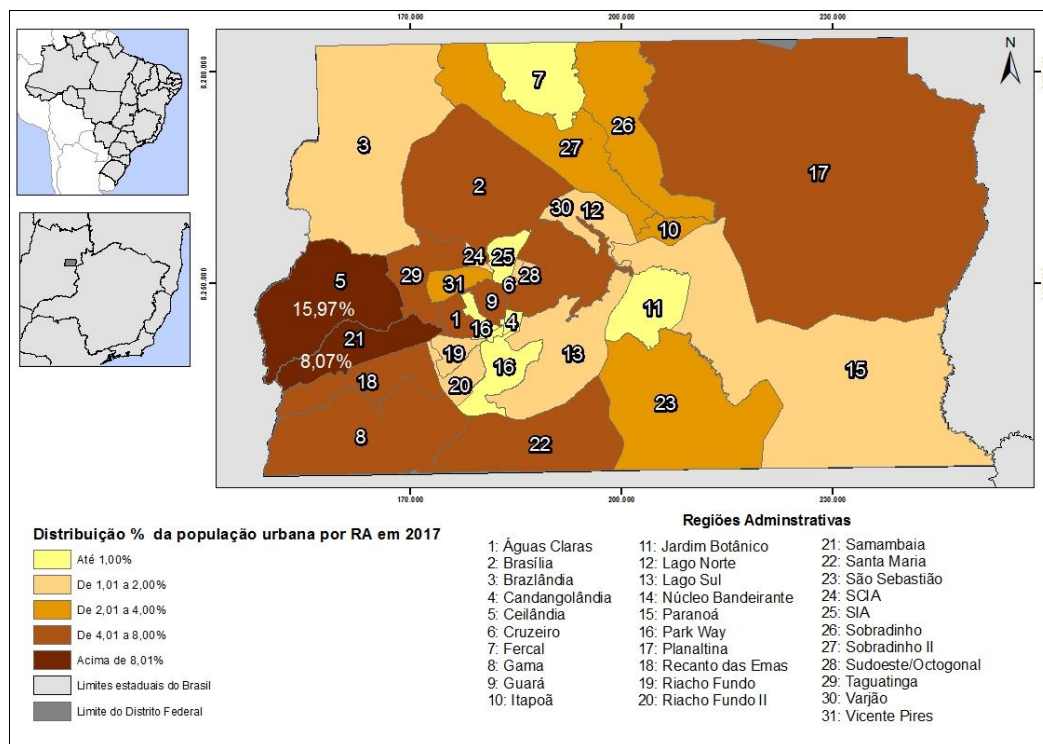 170.000 200.000 230.000
N
8.280.000 8.280.000
7
26
3
27
17
2
30 12
10
24 25
5 29 28
31 6
11
15,97% 9
1 4
21 16
8,07% 19 16 13
18 15
20
23
8 22
8.260.000 8.260.000
170.000 200.000 230.000
Distribuição % da população urbana por RA em 2017
Até 1,00%
De 1,01 a 2,00%
De 2,01 a 4,00%
De 4,01 a 8,00%
Acima de 8,01%
Limites estaduais do Brasil
Limite do Distrito Federal
Regiões Adminstrativas
1: Águas Claras
2: Brasília
3: Brazlândia
4: Candangolândia
5: Ceilândia
6: Cruzeiro
7: Fercal
8: Gama
9: Guará
10: Itapoã
11: Jardim Botânico
12: Lago Norte
13: Lago Sul
14: Núcleo Bandeirante
15: Paranoá
16: Park Way
17: Planaltina
18: Recanto das Emas
19: Riacho Fundo
20: Riacho Fundo II
21: Samambaia
22: Santa Maria
23: São Sebastião
24: SCIA
25: SIA
26: Sobradinho
27: Sobradinho II
28: Sudoeste/Octogonal
29: Taguatinga
30: Varjão
31: Vicente Pires